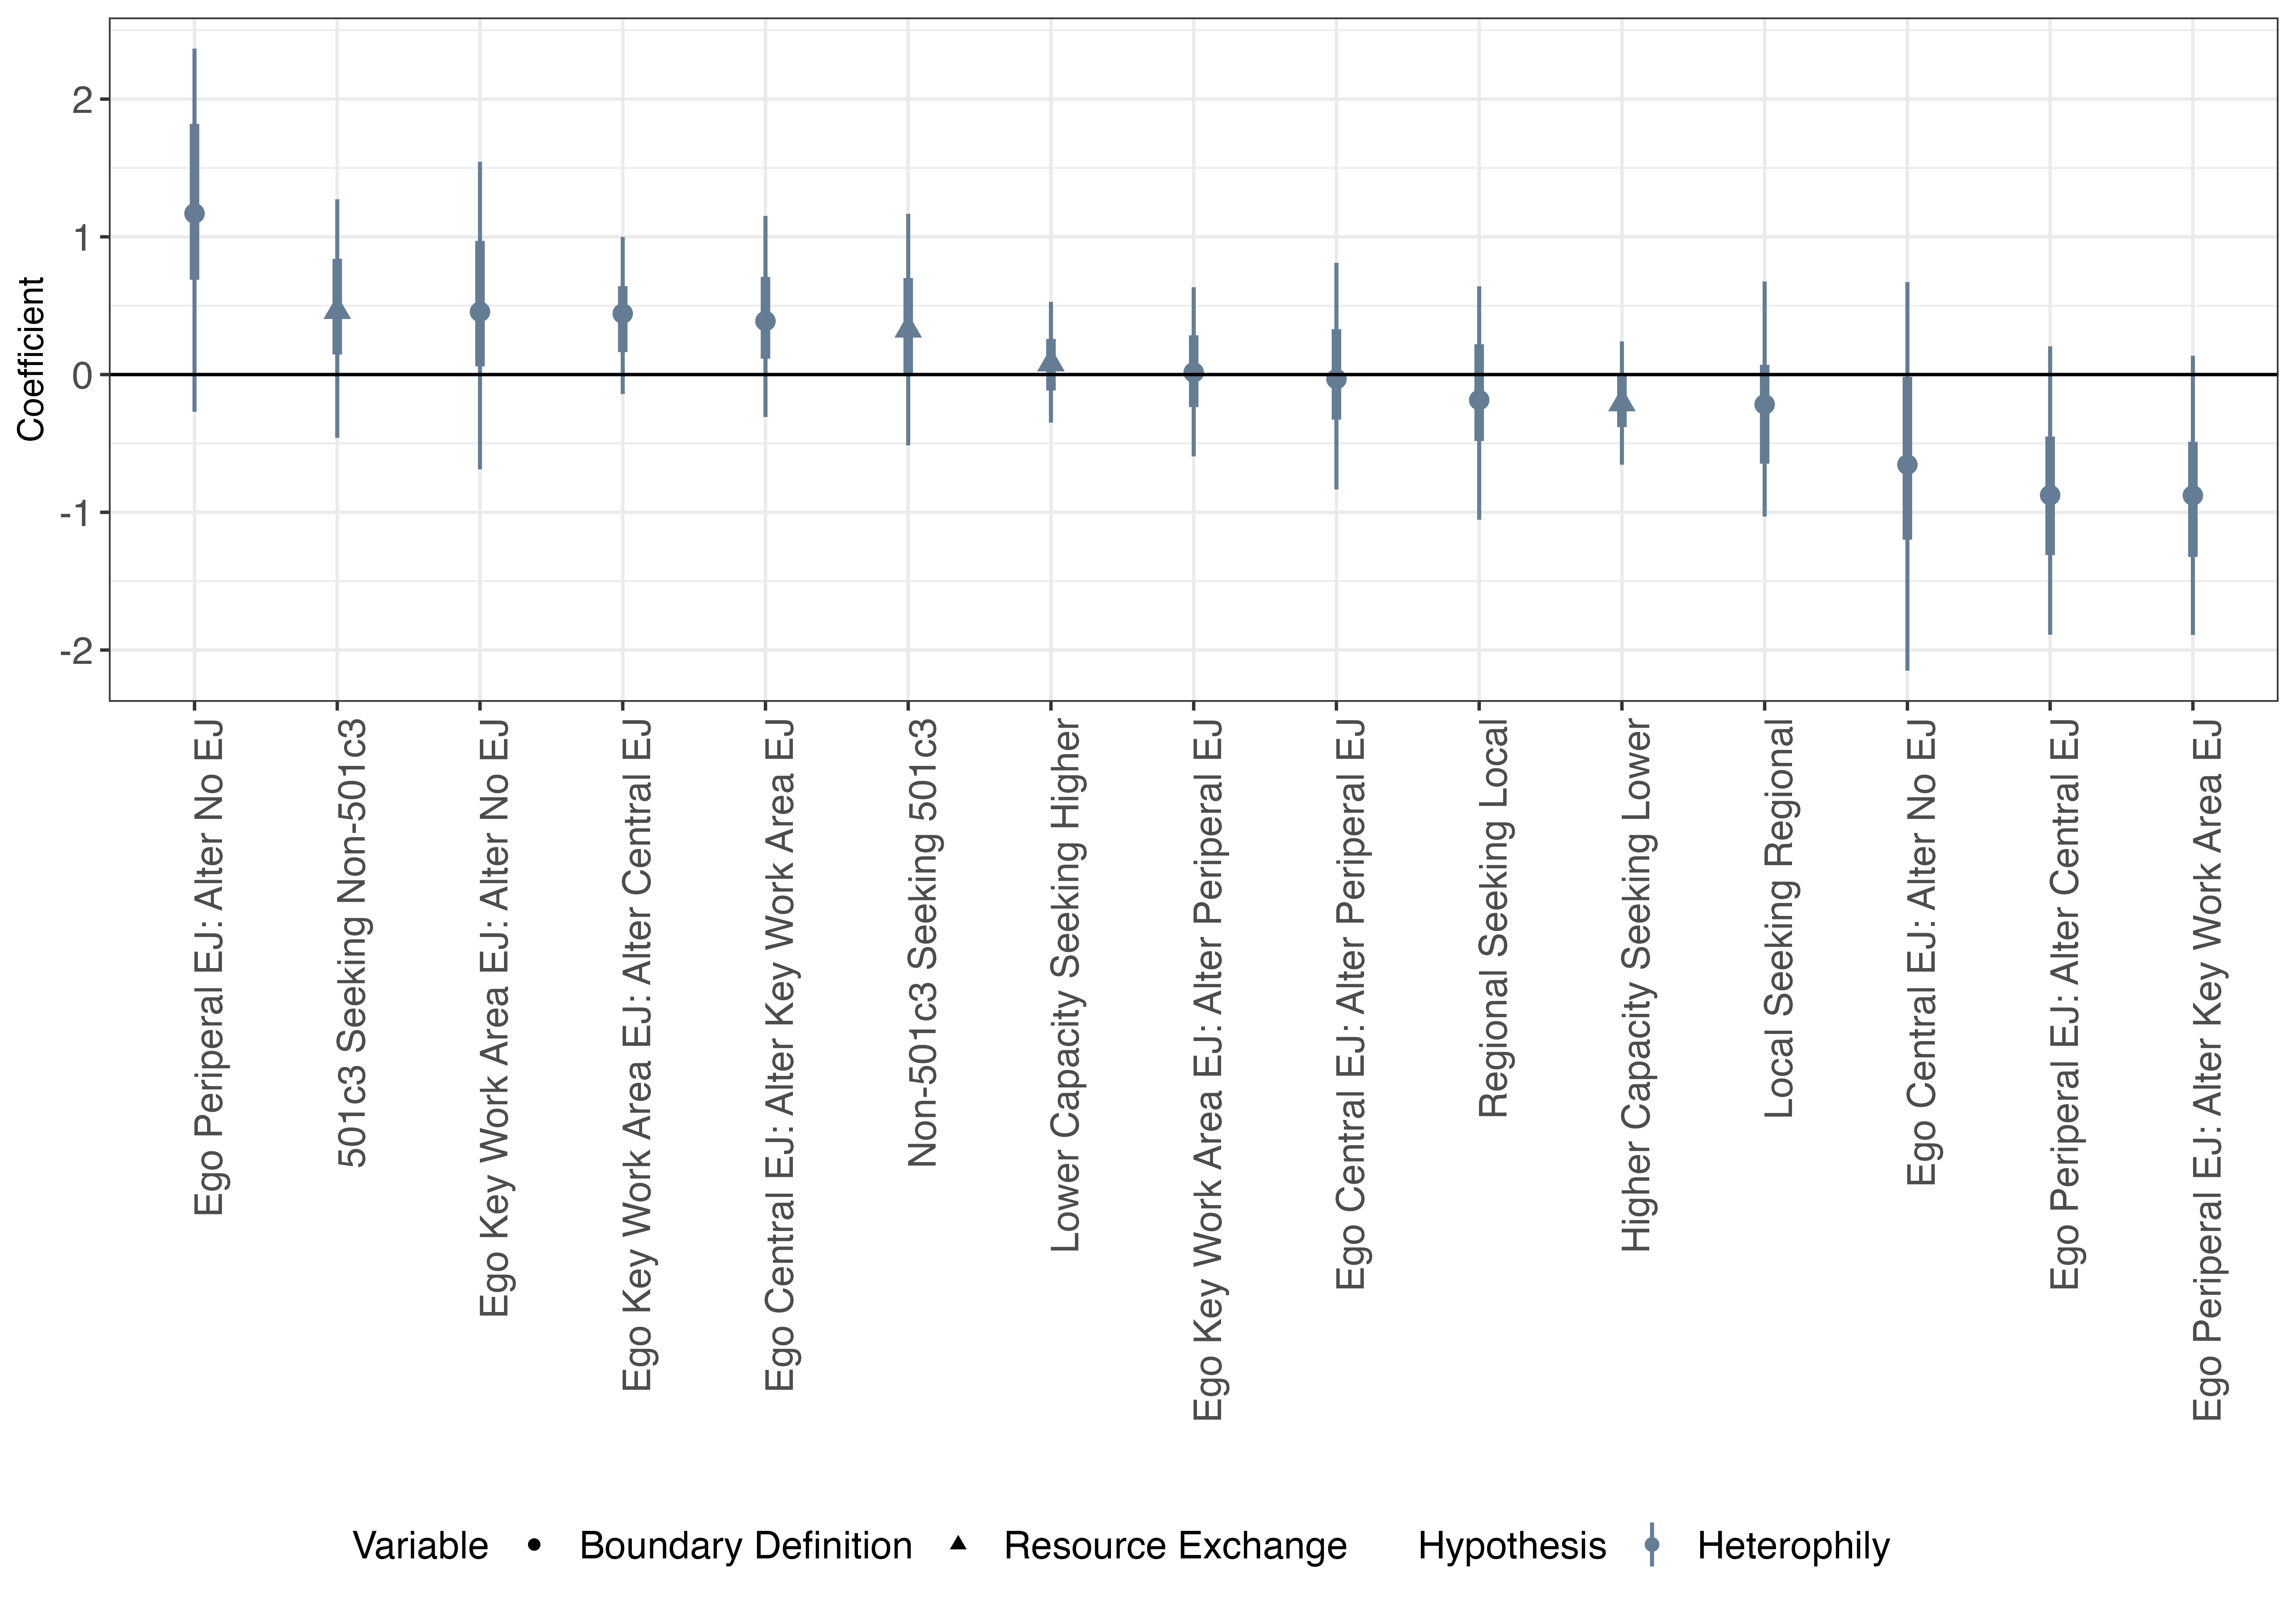 Coefficient
2
1
0
-1
-2
Ego Periperal EJ: Alter No EJ
501c3 Seeking Non-501c3
Ego Key Work Area EJ: Alter No EJ
Ego Key Work Area EJ: Alter Central EJ
Ego Central EJ: Alter Key Work Area EJ
Non-501c3 Seeking 501c3
Lower Capacity Seeking Higher
Ego Key Work Area EJ: Alter Periperal EJ
Ego Central EJ: Alter Periperal EJ
Regional Seeking Local
Higher Capacity Seeking Lower
Local Seeking Regional
Ego Central EJ: Alter No EJ
Ego Periperal EJ: Alter Central EJ
Ego Periperal EJ: Alter Key Work Area EJ
Variable Boundary Definition Resource Exchange Hypothesis Heterophily